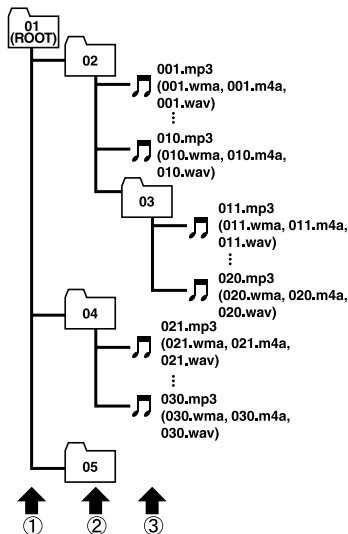 01
(ROOT)
02
001.mp3
(001.wma, 001.m4a,
001.wav)
⋮
010.mp3
(010.wma, 010.m4a,
010.wav)
03
011.mp3
(011.wma, 011.m4a,
011.wav)
⋮
020.mp3
(020.wma, 020.m4a,
020.wav)
04
021.mp3
(021.wma, 021.m4a,
021.wav)
⋮
030.mp3
(030.wma, 030.m4a,
030.wav)
05
① ② ③